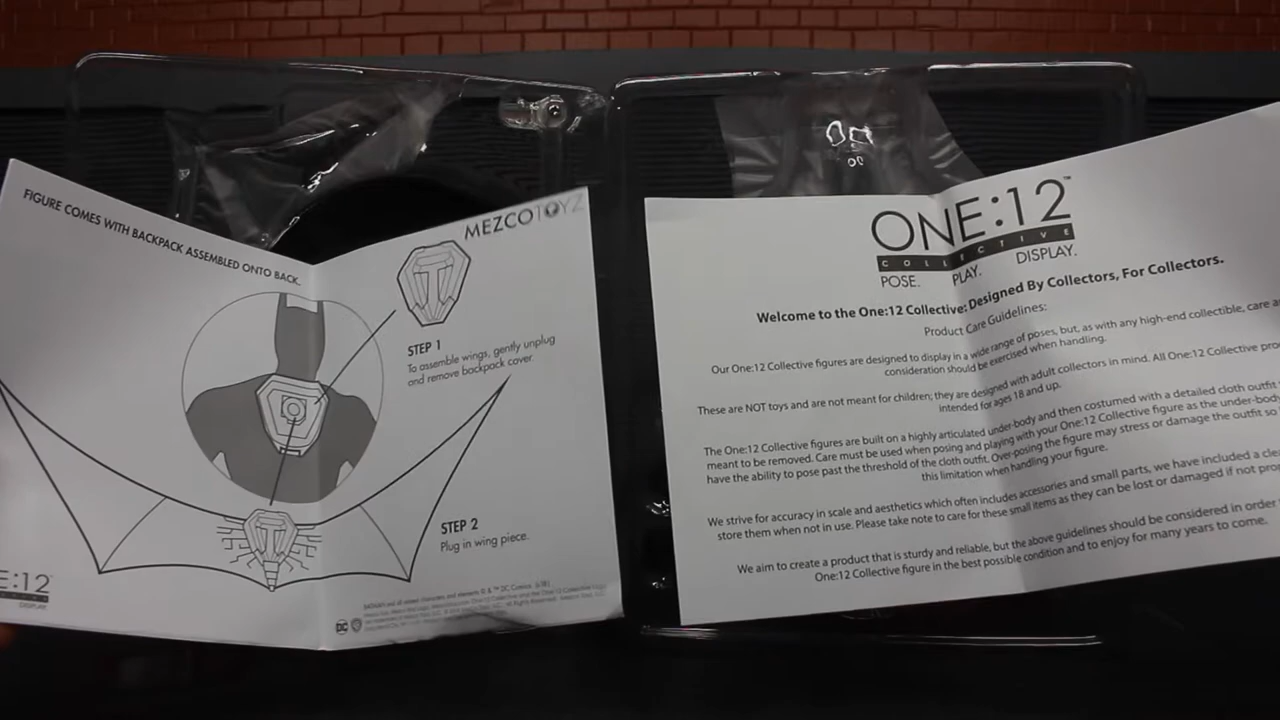 FIGURE COMES WITH BACKPACK ASSEMBLED ONTO BACK.
MEZCOTOYZ
STEP 1
To assemble wings, gently unplug
and remove backpack cover.
STEP 2
Plug in wing piece.
E:12
DISPLAY.
DC
ONE:12™
COLLECTIVE
POSE. PLAY. DISPLAY.
Welcome to the One:12 Collective: Designed By Collectors, For Collectors.
Product Care Guidelines:
Our One:12 Collective figures are designed to display in a wide range of poses, but, as with any high-end collectible, care a
consideration should be exercised when handling.
These are NOT toys and are not meant for children; they are designed with adult collectors in mind. All One:12 Collective pro
intended for ages 18 and up.
The One:12 Collective figures are built on a highly articulated under-body and then costumed with a detailed cloth outfit
meant to be removed. Care must be used when posing and playing with your One:12 Collective figure as the under-body
have the ability to pose past the threshold of the cloth outfit. Over-posing the figure may stress or damage the outfit so
this limitation when handling your figure.
We strive for accuracy in scale and aesthetics which often includes accessories and small parts, we have included a cle
store them when not in use. Please take note to care for these small items as they can be lost or damaged if not pro
We aim to create a product that is sturdy and reliable, but the above guidelines should be considered in order
One:12 Collective figure in the best possible condition and to enjoy for many years to come.